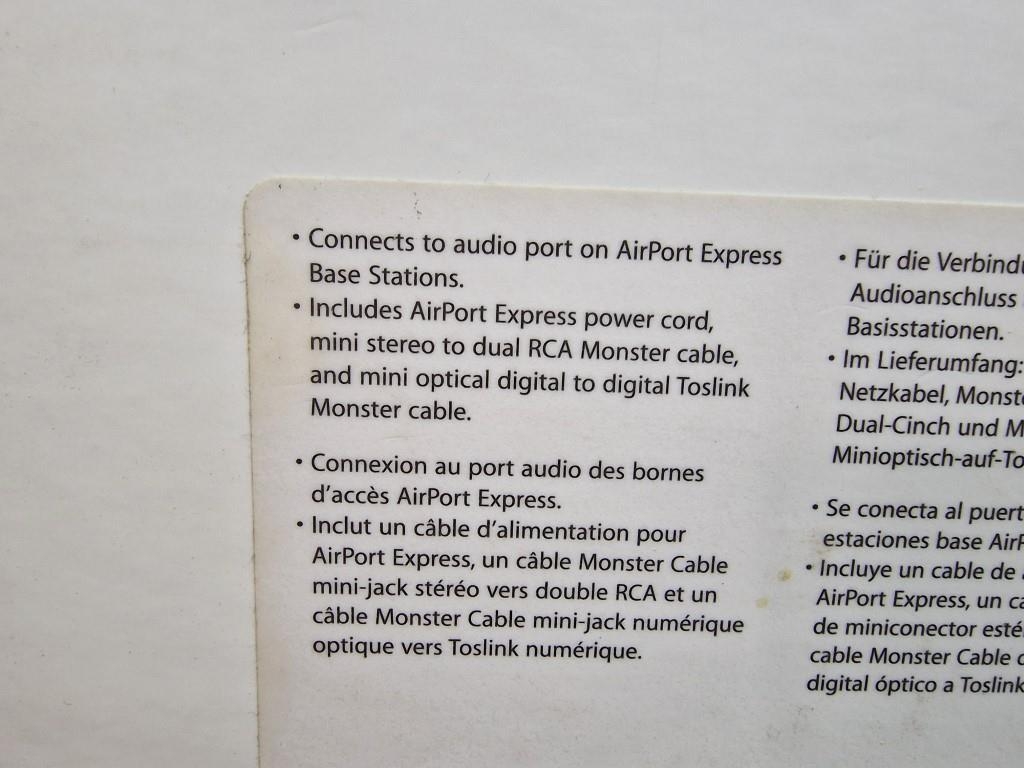 • Connects to audio port on AirPort Express
Base Stations.
• Includes AirPort Express power cord,
mini stereo to dual RCA Monster cable,
and mini optical digital to digital Toslink
Monster cable.
• Connexion au port audio des bornes
d’accès AirPort Express.
• Inclut un câble d’alimentation pour
AirPort Express, un câble Monster Cable
mini-jack stéréo vers double RCA et un
câble Monster Cable mini-jack numérique
optique vers Toslink numérique.
• Für die
Audioanschluss
Basisstationen.
• Im Lieferumfang:
Netzkabel,
Dual-Cinch und
• Se conecta al
estaciones base
• Incluye un cable de
AirPort Express, un
de miniconector
cable Monster Cable
digital óptico a Toslink